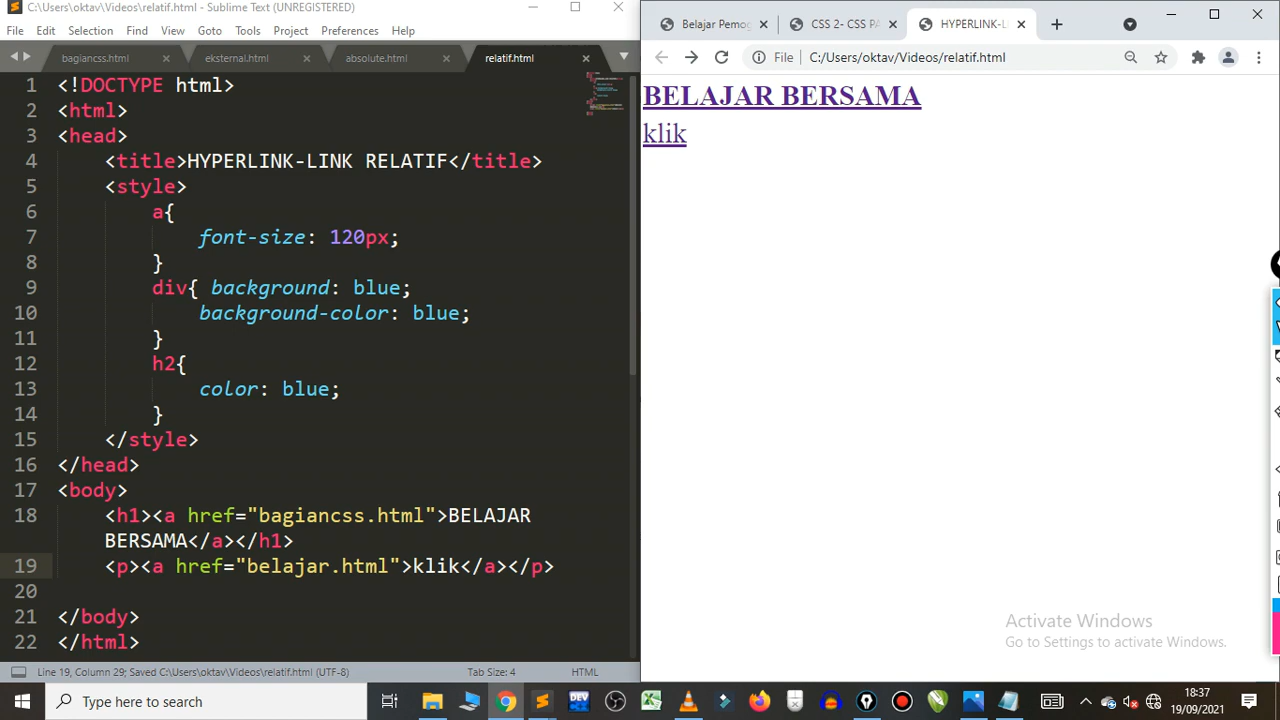 C:\Users\oktav\Videos\relatif.html - Sublime Text (UNREGISTERED)
File Edit Selection Find View Goto Tools Project Preferences Help
bagiancss.html eksternal.html absolute.html relatif.html
1 <!DOCTYPE html>
2 <html>
3 <head>
4 <title>HYPERLINK-LINK RELATIF</title>
5 <style>
6 a{
7 font-size: 120px;
8 }
9 div{ background: blue;
10 background-color: blue;
11 }
12 h2{
13 color: blue;
14 }
15 </style>
16 </head>
17 <body>
18 <h1><a href="bagiancss.html">BELAJAR
BERSAMA</a></h1>
19 <p><a href="belajar.html">klik</a></p>
20
21 </body>
22 </html>
Line 19, Column 29; Saved C:\Users\oktav\Videos\relatif.html (UTF-8) Tab Size: 4 HTML
Belajar Pemog CSS 2- CSS PA HYPERLINK-L
File C:/Users/oktav/Videos/relatif.html
BELAJAR BERSAMA
klik
Activate Windows
Go to Settings to activate Windows.
Type here to search
DEV
18:37
19/09/2021